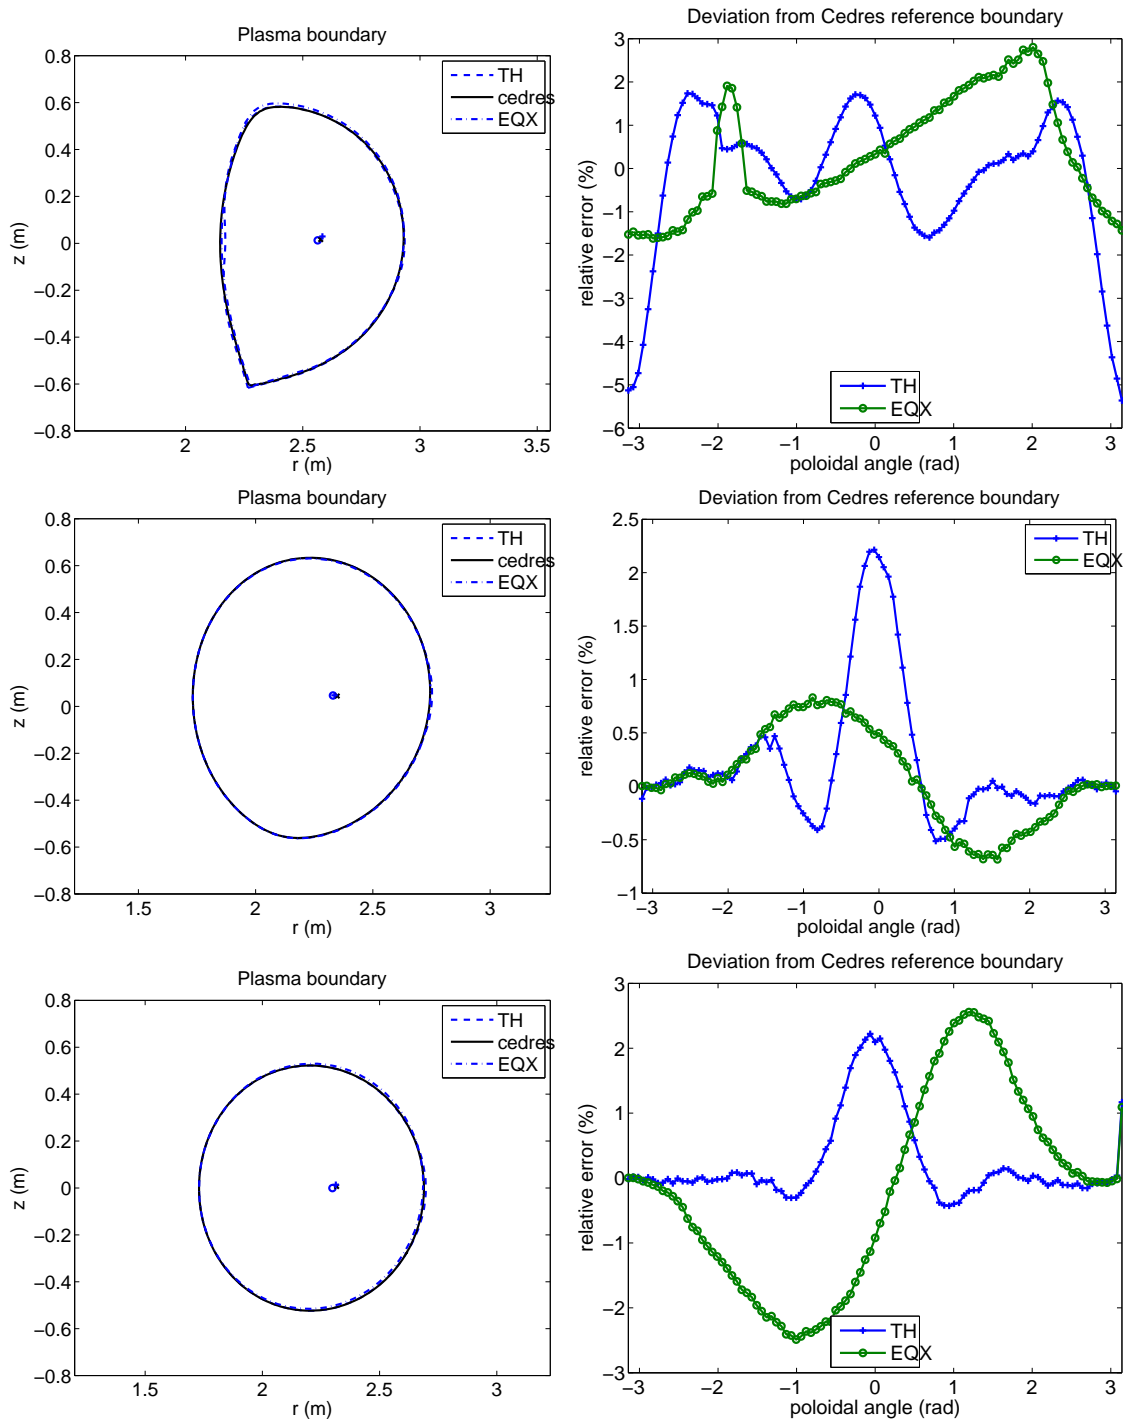 Plasma boundary
0.8
0.6
0.4
0.2
0
−0.2
−0.4
−0.6
−0.8
z (m)
2
2.5
3
3.5
r (m)
TH
cedres
EQX
Deviation from Cedres reference boundary
3
2
1
0
−1
−2
−3
−4
−5
−6
relative error (%)
−3
−2
−1
0
1
2
3
poloidal angle (rad)
TH
EQX
Plasma boundary
0.8
0.6
0.4
0.2
0
−0.2
−0.4
−0.6
−0.8
z (m)
1.5
2
2.5
3
r (m)
TH
cedres
EQX
Deviation from Cedres reference boundary
2.5
2
1.5
1
0.5
0
−0.5
−1
relative error (%)
−3
−2
−1
0
1
2
3
poloidal angle (rad)
TH
EQX
Plasma boundary
0.8
0.6
0.4
0.2
0
−0.2
−0.4
−0.6
−0.8
z (m)
1.5
2
2.5
3
r (m)
TH
cedres
EQX
Deviation from Cedres reference boundary
3
2
1
0
−1
−2
−3
relative error (%)
−3
−2
−1
0
1
2
3
poloidal angle (rad)
TH
EQX